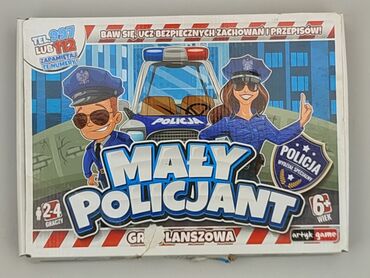 TEL. 997
LUB 112
ZAPAMIĘTAJ
TE NUMERY!
BAW SIĘ, UCZ BEZPIECZNYCH ZACHOWAŃ I PRZEPISÓW!
POLICJA
MAŁY
POLICJANT
POLICJA
2-4
GRACZY
GRA PLANSZOWA
WIEK
artyk game